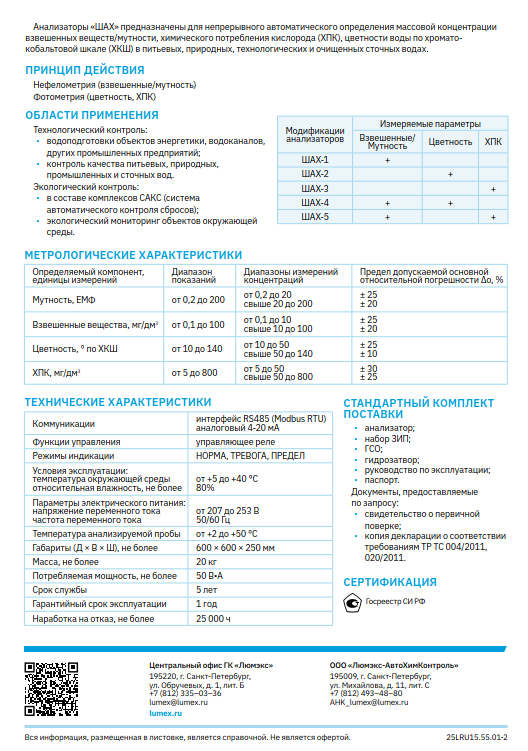 Анализаторы «ШАХ» предназначены для непрерывного автоматического определения массовой концентрации
взвешенных веществ/мутности, химического потребления кислорода (ХПК), цветности воды по хромато-
кобальтовой шкале (ХКШ) в питьевых, природных, технологических и очищенных сточных водах.
ПРИНЦИП ДЕЙСТВИЯ
Нефелометрия (взвешенные/мутность)
Фотометрия (цветность, ХПК)
ОБЛАСТИ ПРИМЕНЕНИЯ
Технологический контроль:
• водоподготовки объектов энергетики, водоканалов,
других промышленных предприятий;
• контроль качества питьевых, природных,
промышленных и сточных вод.
Экологический контроль:
• в составе комплексов САКС (система
автоматического контроля сбросов);
• экологический мониторинг объектов окружающей
среды.
Модификации анализаторов | Измеряемые параметры
Взвешенные/ Мутность | Цветность | ХПК
ШАХ-1 +
ШАХ-2 +
ШАХ-3 +
ШАХ-4 + +
ШАХ-5 + +
МЕТРОЛОГИЧЕСКИЕ ХАРАКТЕРИСТИКИ
Определяемый компонент, единицы измерений | Диапазон показаний | Диапазоны измерений концентраций | Предел допускаемой основной относительной погрешности Δо, %
Мутность, ЕМФ | от 0,2 до 200 | от 0,2 до 20 | ± 25
свыше 20 до 200 | ± 20
Взвешенные вещества, мг/дм³ | от 0,1 до 100 | от 0,1 до 10 | ± 25
свыше 10 до 100 | ± 20
Цветность, ° по ХКШ | от 10 до 140 | от 10 до 50 | ± 25
свыше 50 до 140 | ± 10
ХПК, мг/дм³ | от 5 до 800 | от 5 до 50 | ± 30
свыше 50 до 800 | ± 25
ТЕХНИЧЕСКИЕ ХАРАКТЕРИСТИКИ
Коммуникации | интерфейс RS485 (Modbus RTU)
аналоговый 4-20 мА
Функции управления | управляющее реле
Режимы индикации | НОРМА, ТРЕВОГА, ПРЕДЕЛ
Условия эксплуатации:
температура окружающей среды | от +5 до +40 °С
относительная влажность, не более | 80%
Параметры электрического питания:
напряжение переменного тока | от 207 до 253 В
частота переменного тока | 50/60 Гц
Температура анализируемой пробы | от +2 до +50 °С
Габариты (Д × В × Ш), не более | 600 × 600 × 250 мм
Масса, не более | 20 кг
Потребляемая мощность, не более | 50 В•А
Срок службы | 5 лет
Гарантийный срок эксплуатации | 1 год
Наработка на отказ, не более | 25 000 ч
СТАНДАРТНЫЙ КОМПЛЕКТ
ПОСТАВКИ
• анализатор;
• набор ЗИП;
• ГСО;
• гидрозатвор;
• руководство по эксплуатации;
• паспорт.
Документы, предоставляемые
по запросу:
• свидетельство о первичной
поверке;
• копия декларации о соответствии
требованиям ТР ТС 004/2011,
020/2011.
СЕРТИФИКАЦИЯ
Госреестр СИ РФ
Центральный офис ГК «Люмэкс»
195220, г. Санкт-Петербург,
ул. Обручевых, д. 1, лит. Б
+7 (812) 335–03–36
lumex@lumex.ru
lumex.ru
ООО «Люмэкс-АвтоХимКонтроль»
195009, г. Санкт-Петербург,
ул. Михайлова, д. 11, лит. С
+7 (812) 493–48–80
AHK_lumex@lumex.ru
Вся информация, размещенная в листовке, является справочной. Не является офертой.
25LRU15.55.01-2